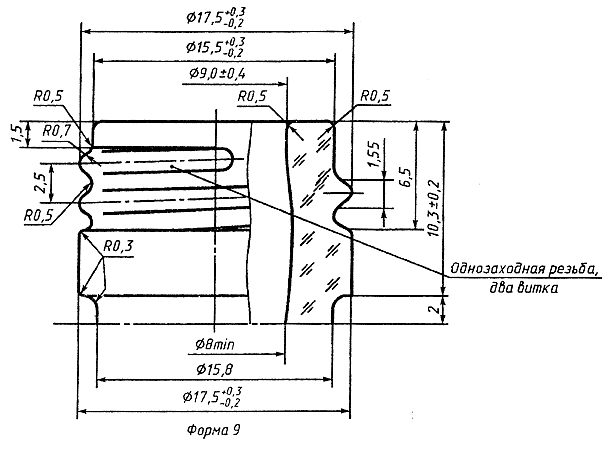 Ø17,5+0,3-0,2
Ø15,5+0,3-0,2
Ø9,0±0,4
R0,5
R0,5
R0,5
1,5
R0,7
1,55
6,5
10,3±0,2
2,5
R0,5
R0,3
Однозаходная резьба,
два витка
2
Ø8min
Ø15,8
Ø17,5+0,3-0,2
Форма 9